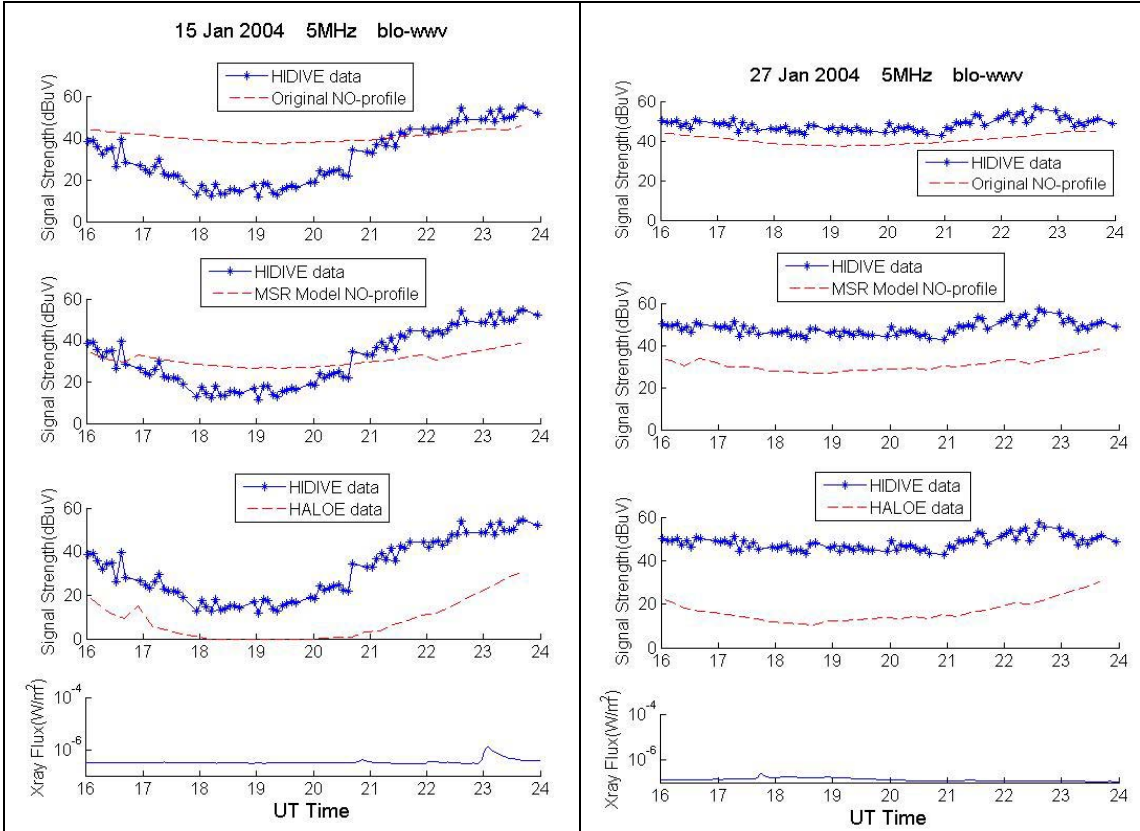 15 Jan 2004 5MHz blo-wwv
HIDIVE data
Original NO-profile
Signal Strength(dBuV)
60
40
20
0
16 17 18 19 20 21 22 23 24
HIDIVE data
MSR Model NO-profile
Signal Strength(dBuV)
60
40
20
0
16 17 18 19 20 21 22 23 24
HIDIVE data
HALOE data
Signal Strength(dBuV)
60
40
20
0
16 17 18 19 20 21 22 23 24
Xray Flux(W/m²)
10⁻⁴
10⁻⁶
16 17 18 19 20 21 22 23 24
UT Time
27 Jan 2004 5MHz blo-wwv
HIDIVE data
Original NO-profile
Signal Strength(dBuV)
60
40
20
0
16 17 18 19 20 21 22 23 24
HIDIVE data
MSR Model NO-profile
Signal Strength(dBuV)
60
40
20
0
16 17 18 19 20 21 22 23 24
HIDIVE data
HALOE data
Signal Strength(dBuV)
60
40
20
0
16 17 18 19 20 21 22 23 24
Xray Flux(W/m²)
10⁻⁴
10⁻⁶
16 17 18 19 20 21 22 23 24
UT Time